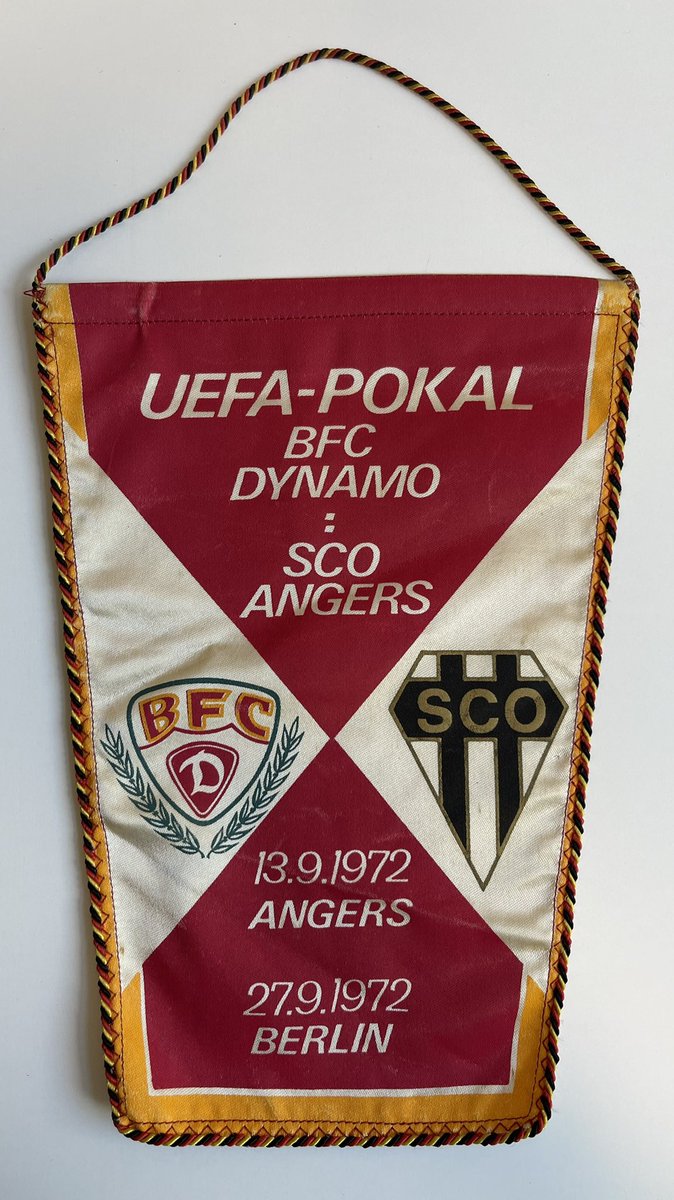 UEFA-POKAL
BFC
DYNAMO
:
SCO
ANGERS
BFC
D
SCO
13.9.1972
ANGERS
27.9.1972
BERLIN